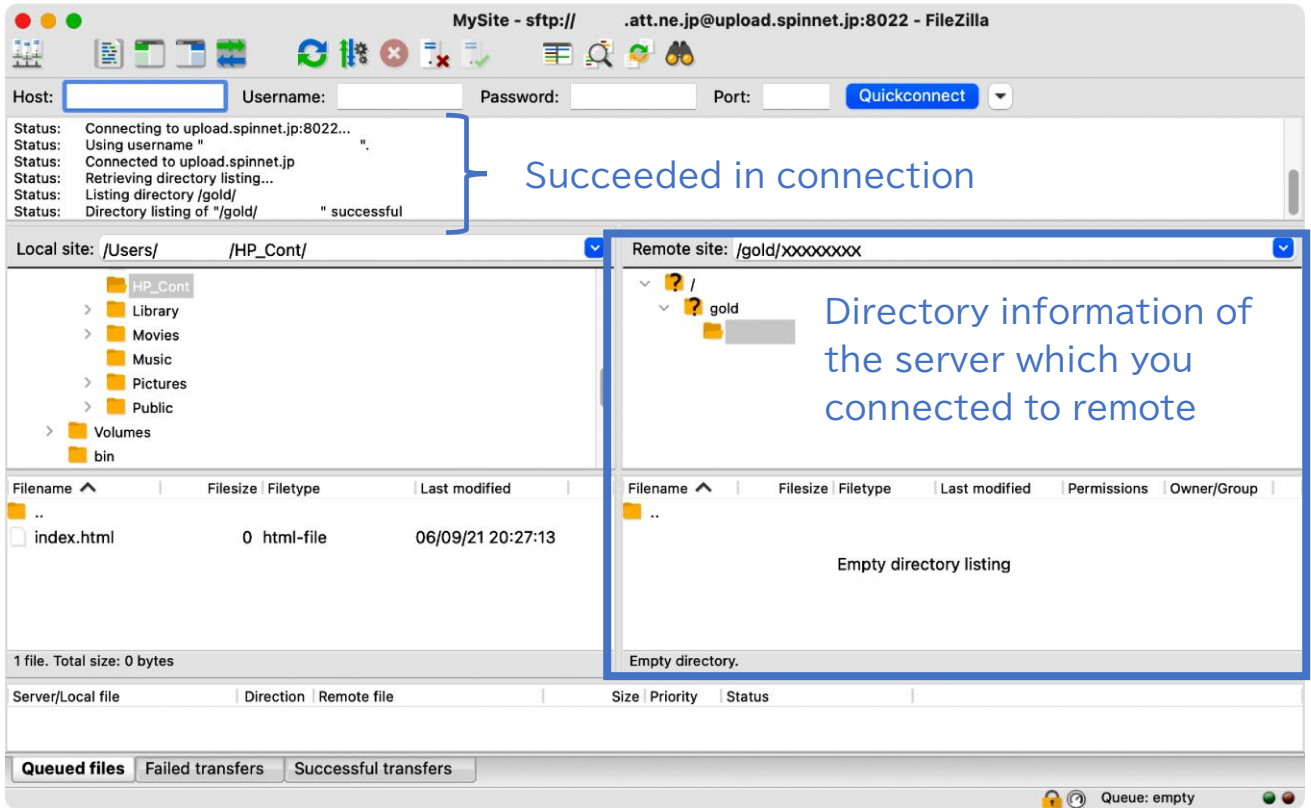 MySite - sftp://        .att.ne.jp@upload.spinnet.jp:8022 - FileZilla
Host: Username: Password: Port: Quickconnect
Status: Connecting to upload.spinnet.jp:8022...
Status: Using username "                ".
Status: Connected to upload.spinnet.jp
Status: Retrieving directory listing...
Status: Listing directory /gold/
Status: Directory listing of "/gold/          " successful
Succeeded in connection
Local site: /Users/          /HP_Cont/
HP_Cont
Library
Movies
Music
Pictures
Public
Volumes
bin
Remote site: /gold/xxxxxxxx
/
gold
Directory information of
the server which you
connected to remote
Filename Filesize Filetype Last modified
..
index.html 0 html-file 06/09/21 20:27:13
1 file. Total size: 0 bytes
Filename Filesize Filetype Last modified Permissions Owner/Group
..
Empty directory listing
Empty directory.
Server/Local file Direction Remote file Size Priority Status
Queued files Failed transfers Successful transfers
Queue: empty